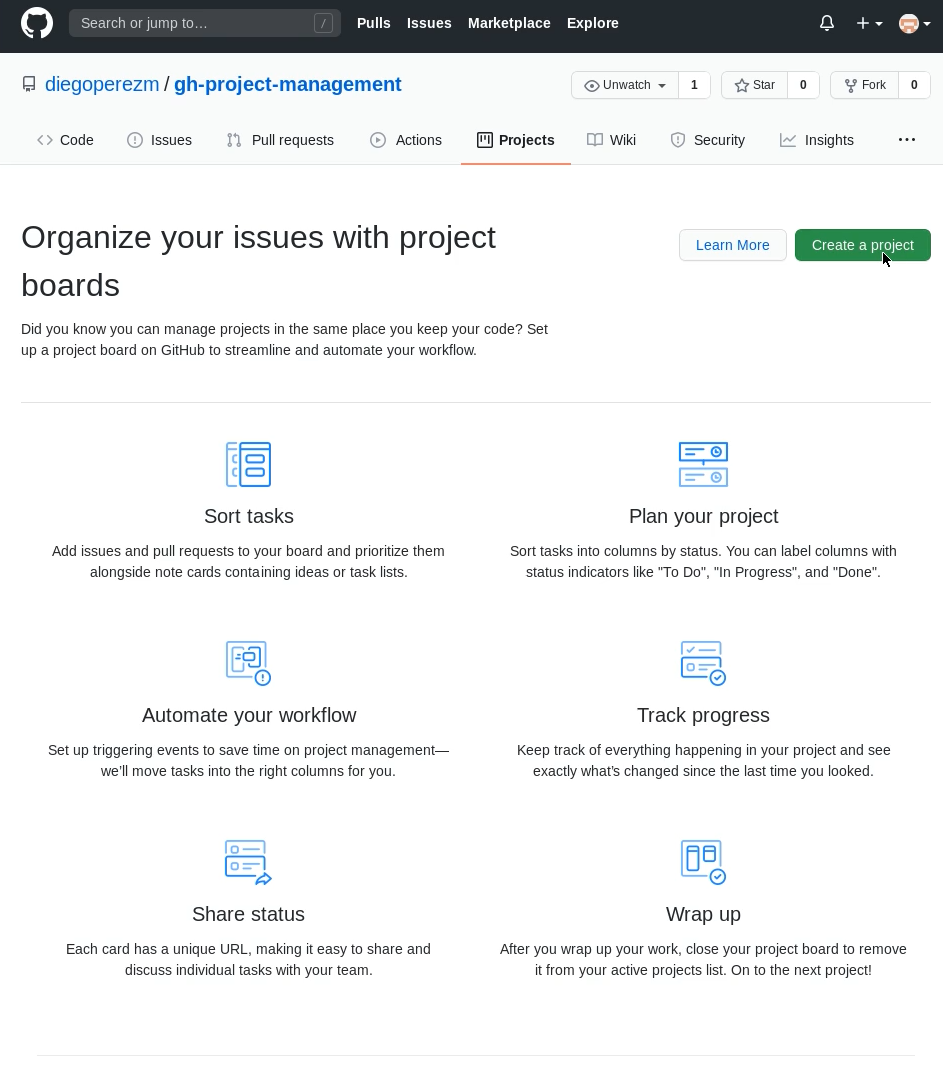 Search or jump to… /
Pulls Issues Marketplace Explore
diegoperezm / gh-project-management
Unwatch 1 Star 0 Fork 0
Code Issues Pull requests Actions Projects Wiki Security Insights
Organize your issues with project
boards
Learn More Create a project
Did you know you can manage projects in the same place you keep your code? Set
up a project board on GitHub to streamline and automate your workflow.
Sort tasks
Add issues and pull requests to your board and prioritize them
alongside note cards containing ideas or task lists.
Plan your project
Sort tasks into columns by status. You can label columns with
status indicators like "To Do", "In Progress", and "Done".
Automate your workflow
Set up triggering events to save time on project management—
we’ll move tasks into the right columns for you.
Track progress
Keep track of everything happening in your project and see
exactly what’s changed since the last time you looked.
Share status
Each card has a unique URL, making it easy to share and
discuss individual tasks with your team.
Wrap up
After you wrap up your work, close your project board to remove
it from your active projects list. On to the next project!